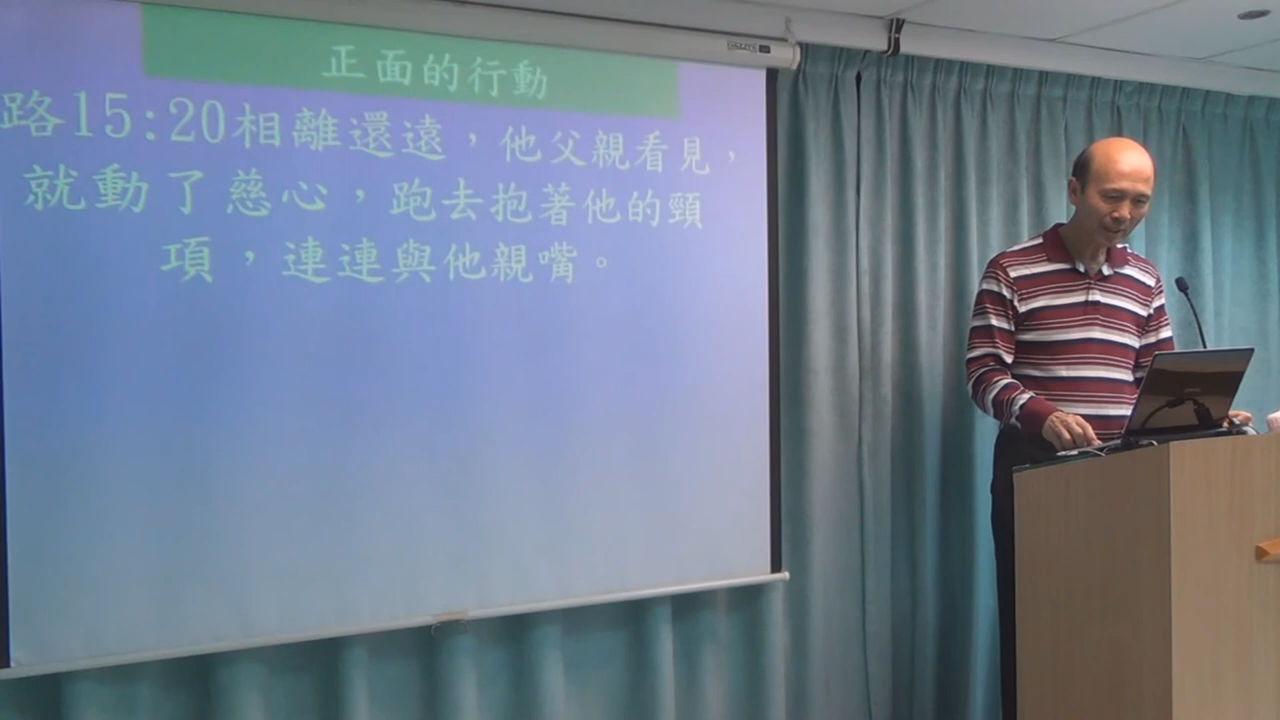 正面的行動
路15:20相離還遠，他父親看見，
就動了慈心，跑去抱著他的頸
項，連連與他親嘴。